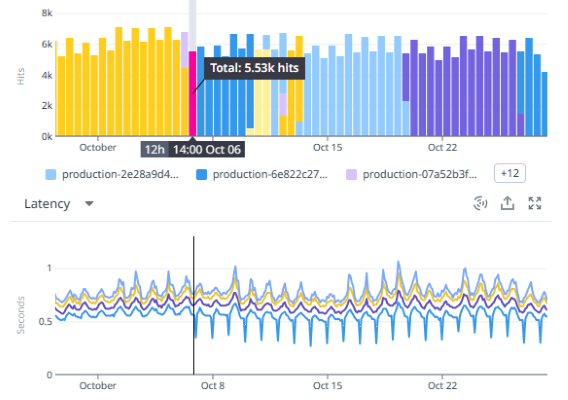 8k
6k
4k
2k
0k
Hits
Total: 5.53k hits
12h 14:00 Oct 06
October
Oct 15
Oct 22
production-2e28a9d4... production-6e822c27... production-07a52b3f... +12
Latency
1
0.5
0
Seconds
October
Oct 8
Oct 15
Oct 22